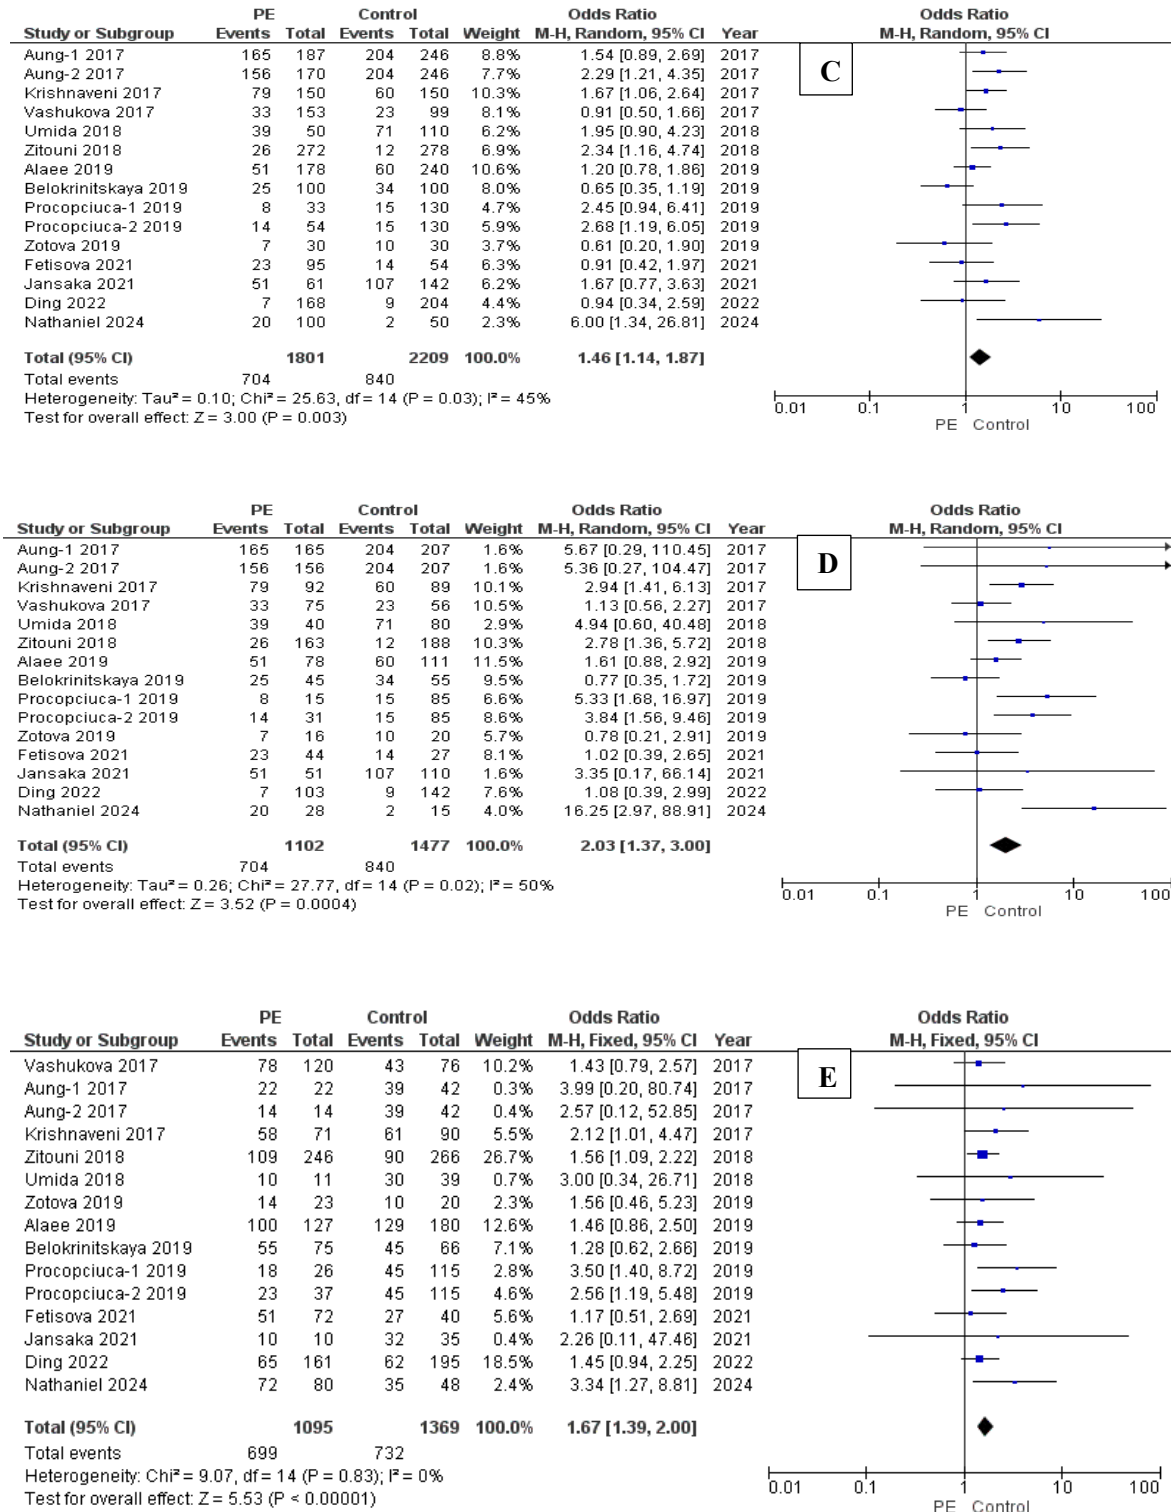 PE Control Odds Ratio Odds Ratio
Study or Subgroup Events Total Events Total Weight M-H, Random, 95% CI Year M-H, Random, 95% CI
Aung-1 2017 165 187 204 246 8.8% 1.54 [0.89, 2.69] 2017
Aung-2 2017 156 170 204 246 7.7% 2.29 [1.21, 4.35] 2017
C
Krishnaveni 2017 79 150 60 150 10.3% 1.67 [1.06, 2.64] 2017
Vashukova 2017 33 153 23 99 8.1% 0.91 [0.50, 1.66] 2017
Umida 2018 39 50 71 110 6.2% 1.95 [0.90, 4.23] 2018
Zitouni 2018 26 272 12 278 6.9% 2.34 [1.16, 4.74] 2018
Alaee 2019 51 178 60 240 10.6% 1.20 [0.78, 1.86] 2019
Belokrinitskaya 2019 25 100 34 100 8.0% 0.65 [0.35, 1.19] 2019
Procopciuca-1 2019 8 33 15 130 4.7% 2.45 [0.94, 6.41] 2019
Procopciuca-2 2019 14 54 15 130 5.9% 2.68 [1.19, 6.05] 2019
Zotova 2019 7 30 10 30 3.7% 0.61 [0.20, 1.90] 2019
Fetisova 2021 23 95 14 54 6.3% 0.91 [0.42, 1.97] 2021
Jansaka 2021 51 61 107 142 6.2% 1.67 [0.77, 3.63] 2021
Ding 2022 7 168 9 204 4.4% 0.94 [0.34, 2.59] 2022
Nathaniel 2024 20 100 2 50 2.3% 6.00 [1.34, 26.81] 2024
Total (95% CI) 1801 2209 100.0% 1.46 [1.14, 1.87]
Total events 704 840
Heterogeneity: Tau² = 0.10; Chi² = 25.63, df = 14 (P = 0.03); I² = 45%
Test for overall effect: Z = 3.00 (P = 0.003)
0.01 0.1 1 10 100
PE Control
PE Control Odds Ratio Odds Ratio
Study or Subgroup Events Total Events Total Weight M-H, Random, 95% CI Year M-H, Random, 95% CI
Aung-1 2017 165 165 204 207 1.6% 5.67 [0.29, 110.45] 2017
Aung-2 2017 156 156 204 207 1.6% 5.36 [0.27, 104.47] 2017
D
Krishnaveni 2017 79 92 60 89 10.1% 2.94 [1.41, 6.13] 2017
Vashukova 2017 33 75 23 56 10.5% 1.13 [0.56, 2.27] 2017
Umida 2018 39 40 71 80 2.9% 4.94 [0.60, 40.48] 2018
Zitouni 2018 26 163 12 188 10.3% 2.78 [1.36, 5.72] 2018
Alaee 2019 51 78 60 111 11.5% 1.61 [0.88, 2.92] 2019
Belokrinitskaya 2019 25 45 34 55 9.5% 0.77 [0.35, 1.72] 2019
Procopciuca-1 2019 8 15 15 85 6.6% 5.33 [1.68, 16.97] 2019
Procopciuca-2 2019 14 31 15 85 8.6% 3.84 [1.56, 9.46] 2019
Zotova 2019 7 16 10 20 5.7% 0.78 [0.21, 2.91] 2019
Fetisova 2021 23 44 14 27 8.1% 1.02 [0.39, 2.65] 2021
Jansaka 2021 51 51 107 110 1.6% 3.35 [0.17, 66.14] 2021
Ding 2022 7 103 9 142 7.6% 1.08 [0.39, 2.99] 2022
Nathaniel 2024 20 28 2 15 4.0% 16.25 [2.97, 88.91] 2024
Total (95% CI) 1102 1477 100.0% 2.03 [1.37, 3.00]
Total events 704 840
Heterogeneity: Tau² = 0.26; Chi² = 27.77, df = 14 (P = 0.02); I² = 50%
Test for overall effect: Z = 3.52 (P = 0.0004)
0.01 0.1 1 10 100
PE Control
PE Control Odds Ratio Odds Ratio
Study or Subgroup Events Total Events Total Weight M-H, Fixed, 95% CI Year M-H, Fixed, 95% CI
Vashukova 2017 78 120 43 76 10.2% 1.43 [0.79, 2.57] 2017
E
Aung-1 2017 22 22 39 42 0.3% 3.99 [0.20, 80.74] 2017
Aung-2 2017 14 14 39 42 0.4% 2.57 [0.12, 52.85] 2017
Krishnaveni 2017 58 71 61 90 5.5% 2.12 [1.01, 4.47] 2017
Zitouni 2018 109 246 90 266 26.7% 1.56 [1.09, 2.22] 2018
Umida 2018 10 11 30 39 0.7% 3.00 [0.34, 26.71] 2018
Zotova 2019 14 23 10 20 2.3% 1.56 [0.46, 5.23] 2019
Alaee 2019 100 127 129 180 12.6% 1.46 [0.86, 2.50] 2019
Belokrinitskaya 2019 55 75 45 66 7.1% 1.28 [0.62, 2.66] 2019
Procopciuca-1 2019 18 26 45 115 2.8% 3.50 [1.40, 8.72] 2019
Procopciuca-2 2019 23 37 45 115 4.6% 2.56 [1.19, 5.48] 2019
Fetisova 2021 51 72 27 40 5.6% 1.17 [0.51, 2.69] 2021
Jansaka 2021 10 10 32 35 0.4% 2.26 [0.11, 47.46] 2021
Ding 2022 65 161 62 195 18.5% 1.45 [0.94, 2.25] 2022
Nathaniel 2024 72 80 35 48 2.4% 3.34 [1.27, 8.81] 2024
Total (95% CI) 1095 1369 100.0% 1.67 [1.39, 2.00]
Total events 699 732
Heterogeneity: Chi² = 9.07, df = 14 (P = 0.83); I² = 0%
Test for overall effect: Z = 5.53 (P < 0.00001)
0.01 0.1 1 10 100
PE Control